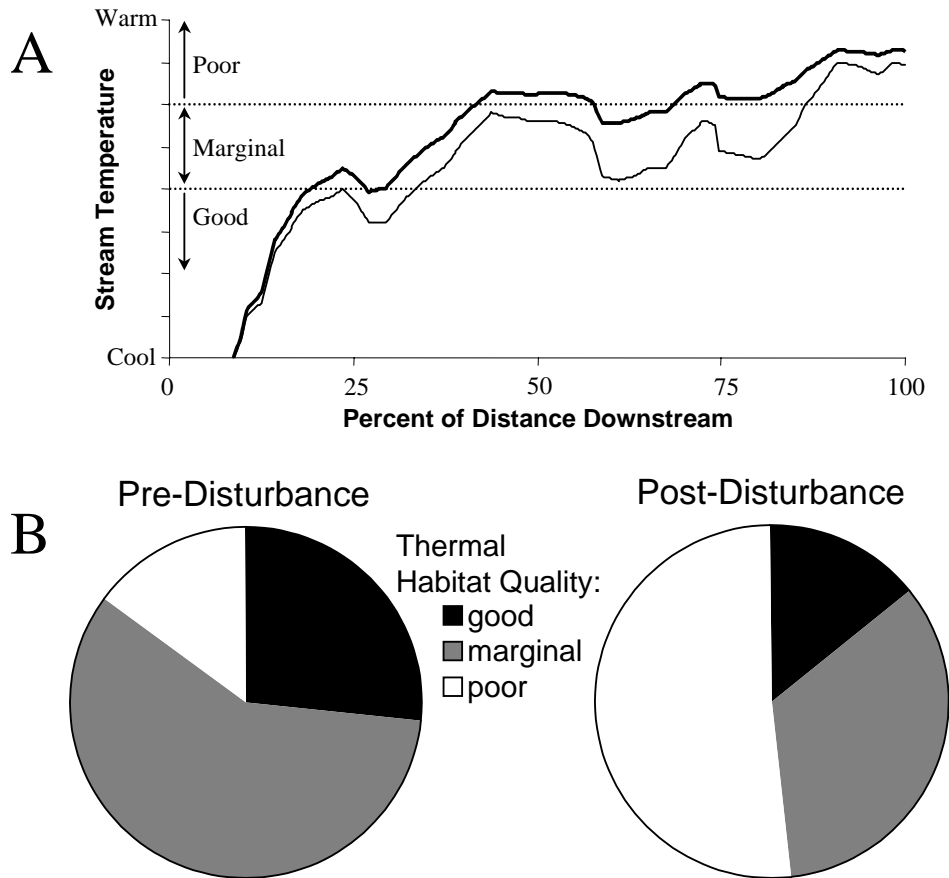 A
Warm
Poor
Marginal
Good
Cool
Stream Temperature
0 25 50 75 100
Percent of Distance Downstream
B
Pre-Disturbance
Post-Disturbance
Thermal
Habitat Quality:
good
marginal
poor